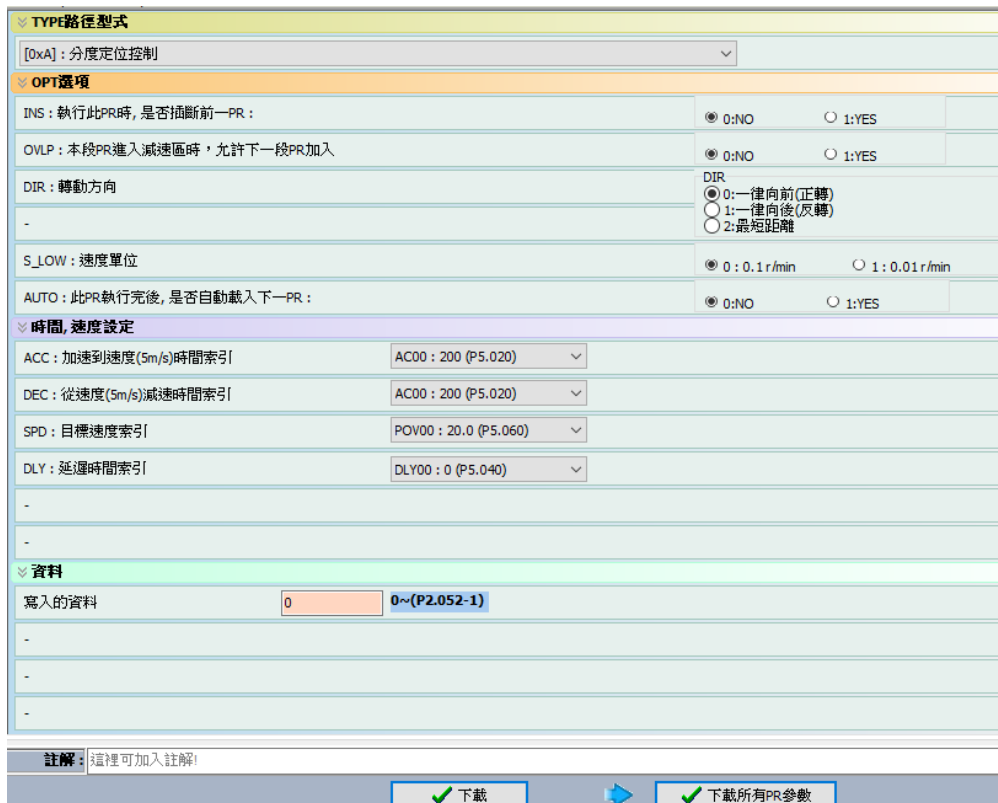 TYPE路徑型式
[0xA] : 分度定位控制
OPT選項
INS : 執行此PR時, 是否插斷前一PR :
0:NO 1:YES
OVLP : 本段PR進入減速區時，允許下一段PR加入
0:NO 1:YES
DIR : 轉動方向
DIR
0:一律向前(正轉)
1:一律向後(反轉)
2:最短距離
-
S_LOW : 速度單位
0 : 0.1 r/min 1 : 0.01 r/min
AUTO : 此PR執行完後, 是否自動載入下一PR :
0:NO 1:YES
時間, 速度設定
ACC : 加速到速度(5m/s)時間索引
AC00 : 200 (P5.020)
DEC : 從速度(5m/s)減速時間索引
AC00 : 200 (P5.020)
SPD : 目標速度索引
POV00 : 20.0 (P5.060)
DLY : 延遲時間索引
DLY00 : 0 (P5.040)
-
-
資料
寫入的資料 0 0~(P2.052-1)
-
-
-
註解 : 這裡可加入註解!
下載 下載所有PR參數